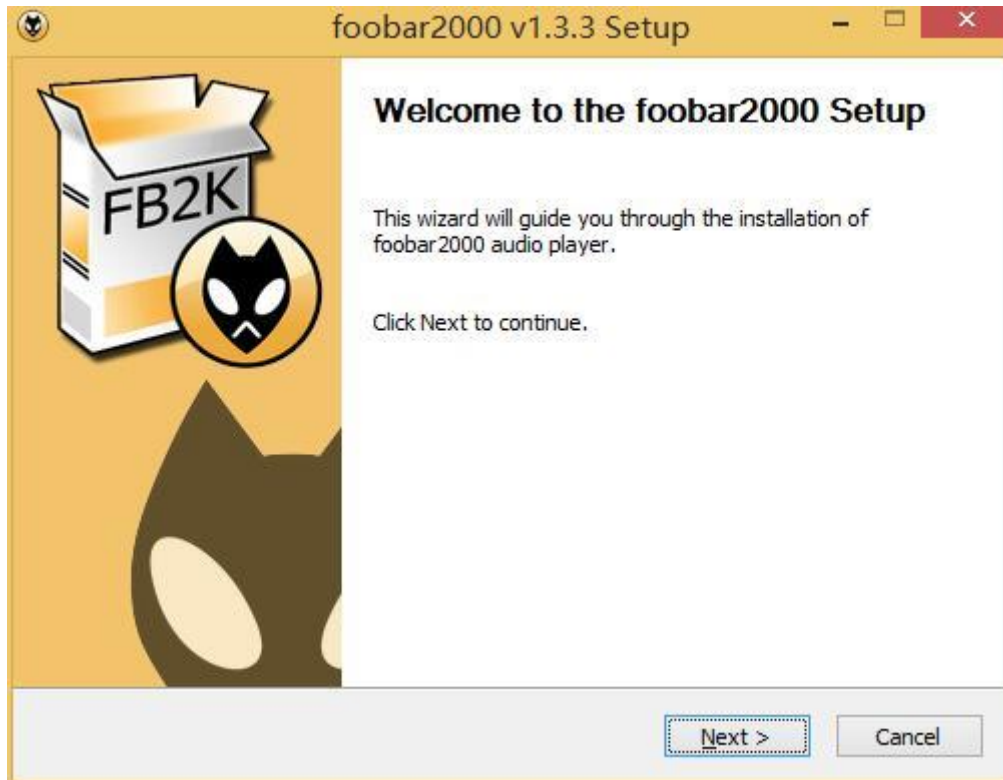 foobar2000 v1.3.3 Setup
FB2K
Welcome to the foobar2000 Setup
This wizard will guide you through the installation of
foobar2000 audio player.
Click Next to continue.
Next >
Cancel